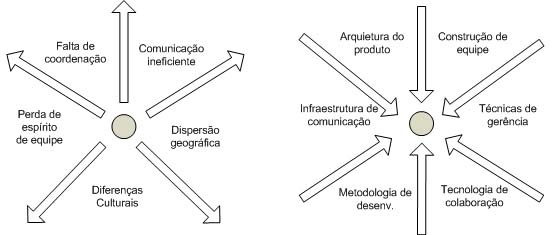 Falta de
coordenação
Comunicação
ineficiente
Perda de
espírito
de equipe
Dispersão
geográfica
Diferenças
Culturais
Arquietura do
produto
Construção de
equipe
Infraestrutura de
comunicação
Técnicas de
gerência
Metodologia de
desenv.
Tecnologia de
colaboração